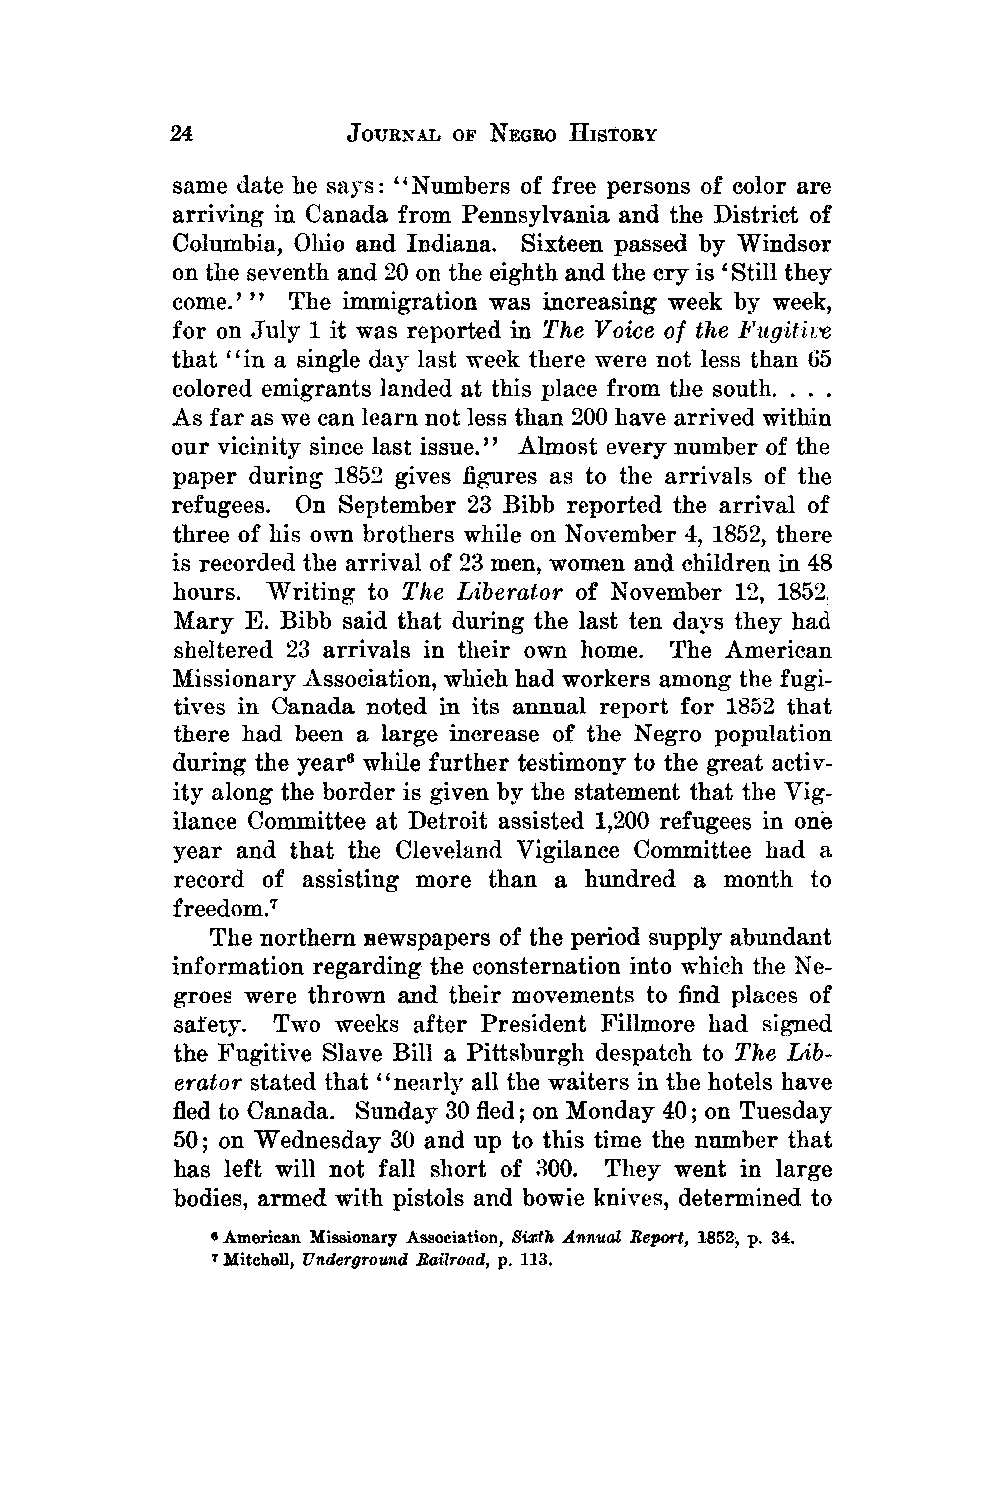 24 JOURNAL OF NEGRO HISTORY
same date he says: "Numbers of free persons of color are
arriving in Canada from Pennsylvania and the District of
Columbia, Ohio and Indiana. Sixteen passed by Windsor
on the seventh and 20 on the eighth and the cry is 'Still they
come.' " The immigration was increasing week by week,
for on July 1 it was reported in The Voice of the Fugitive
that "in a single day last week there were not less than 65
colored emigrants landed at this place from the south. . . .
As far as we can learn not less than 200 have arrived within
our vicinity since last issue." Almost every number of the
paper during 1852 gives figures as to the arrivals of the
refugees. On September 23 Bibb reported the arrival of
three of his own brothers while on November 4, 1852, there
is recorded the arrival of 23 men, women and children in 48
hours. Writing to The Liberator of November 12, 1852,
Mary E. Bibb said that during the last ten days they had
sheltered 23 arrivals in their own home. The American
Missionary Association, which had workers among the fugi-
tives in Canada noted in its annual report for 1852 that
there had been a large increase of the Negro population
during the year⁶ while further testimony to the great activ-
ity along the border is given by the statement that the Vig-
ilance Committee at Detroit assisted 1,200 refugees in one
year and that the Cleveland Vigilance Committee had a
record of assisting more than a hundred a month to
freedom.⁷
The northern newspapers of the period supply abundant
information regarding the consternation into which the Ne-
groes were thrown and their movements to find places of
safety. Two weeks after President Fillmore had signed
the Fugitive Slave Bill a Pittsburgh despatch to The Lib-
erator stated that "nearly all the waiters in the hotels have
fled to Canada. Sunday 30 fled; on Monday 40; on Tuesday
50; on Wednesday 30 and up to this time the number that
has left will not fall short of 300. They went in large
bodies, armed with pistols and bowie knives, determined to
⁶ American Missionary Association, Sixth Annual Report, 1852, p. 34.
⁷ Mitchell, Underground Railroad, p. 113.